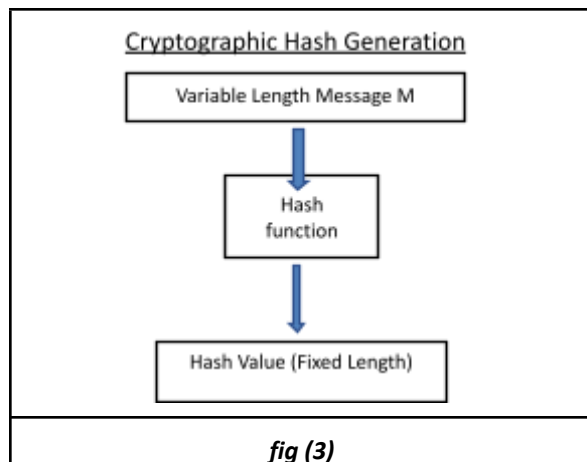 Cryptographic Hash Generation
Variable Length Message M
Hash
function
Hash Value (Fixed Length)
fig (3)